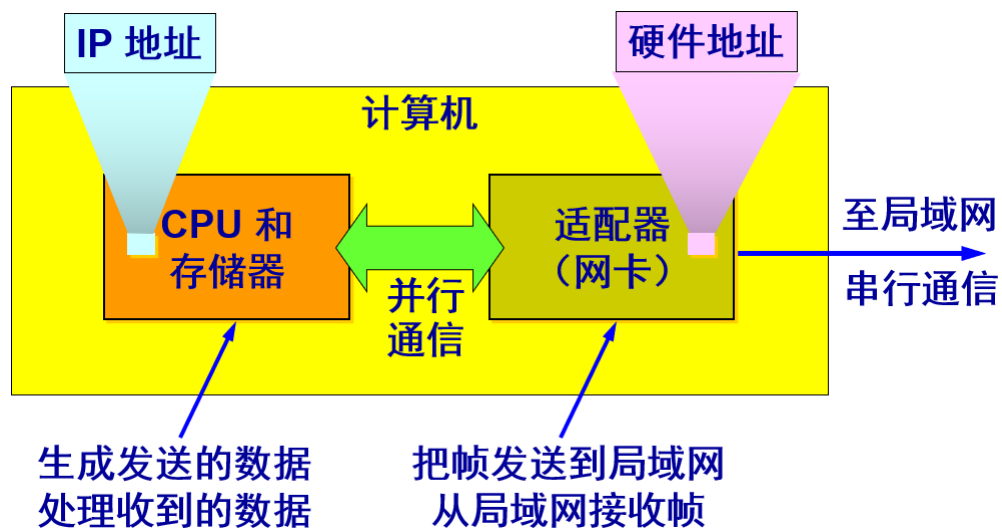 IP 地址
硬件地址
计算机
CPU 和
存储器
适配器
（网卡）
并行
通信
至局域网
串行通信
生成发送的数据
处理收到的数据
把帧发送到局域网
从局域网接收帧